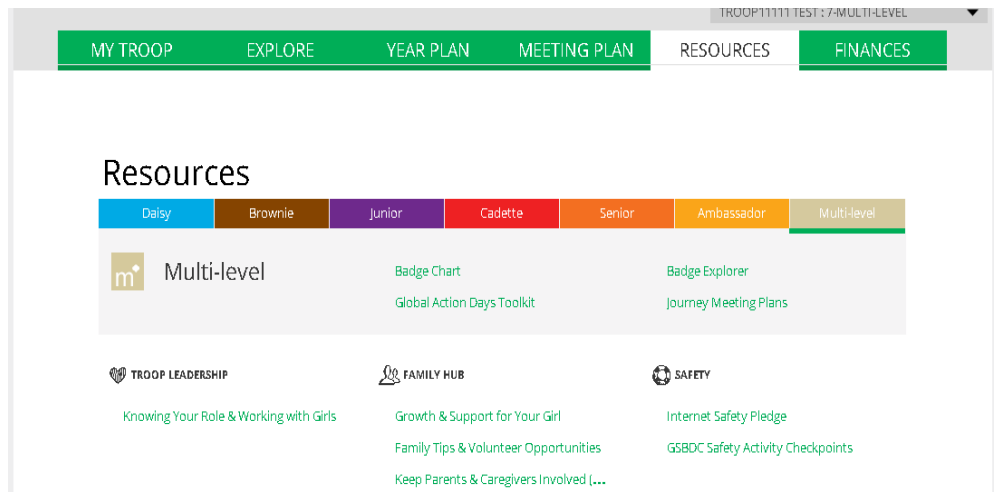 TROOP11111 TEST : 7-MULTI-LEVEL
MY TROOP EXPLORE YEAR PLAN MEETING PLAN RESOURCES FINANCES
Resources
Daisy Brownie Junior Cadette Senior Ambassador Multi-level
m Multi-level
Badge Chart Badge Explorer
Global Action Days Toolkit Journey Meeting Plans
TROOP LEADERSHIP FAMILY HUB SAFETY
Knowing Your Role & Working with Girls Growth & Support for Your Girl Internet Safety Pledge
Family Tips & Volunteer Opportunities GSBDC Safety Activity Checkpoints
Keep Parents & Caregivers Involved (...